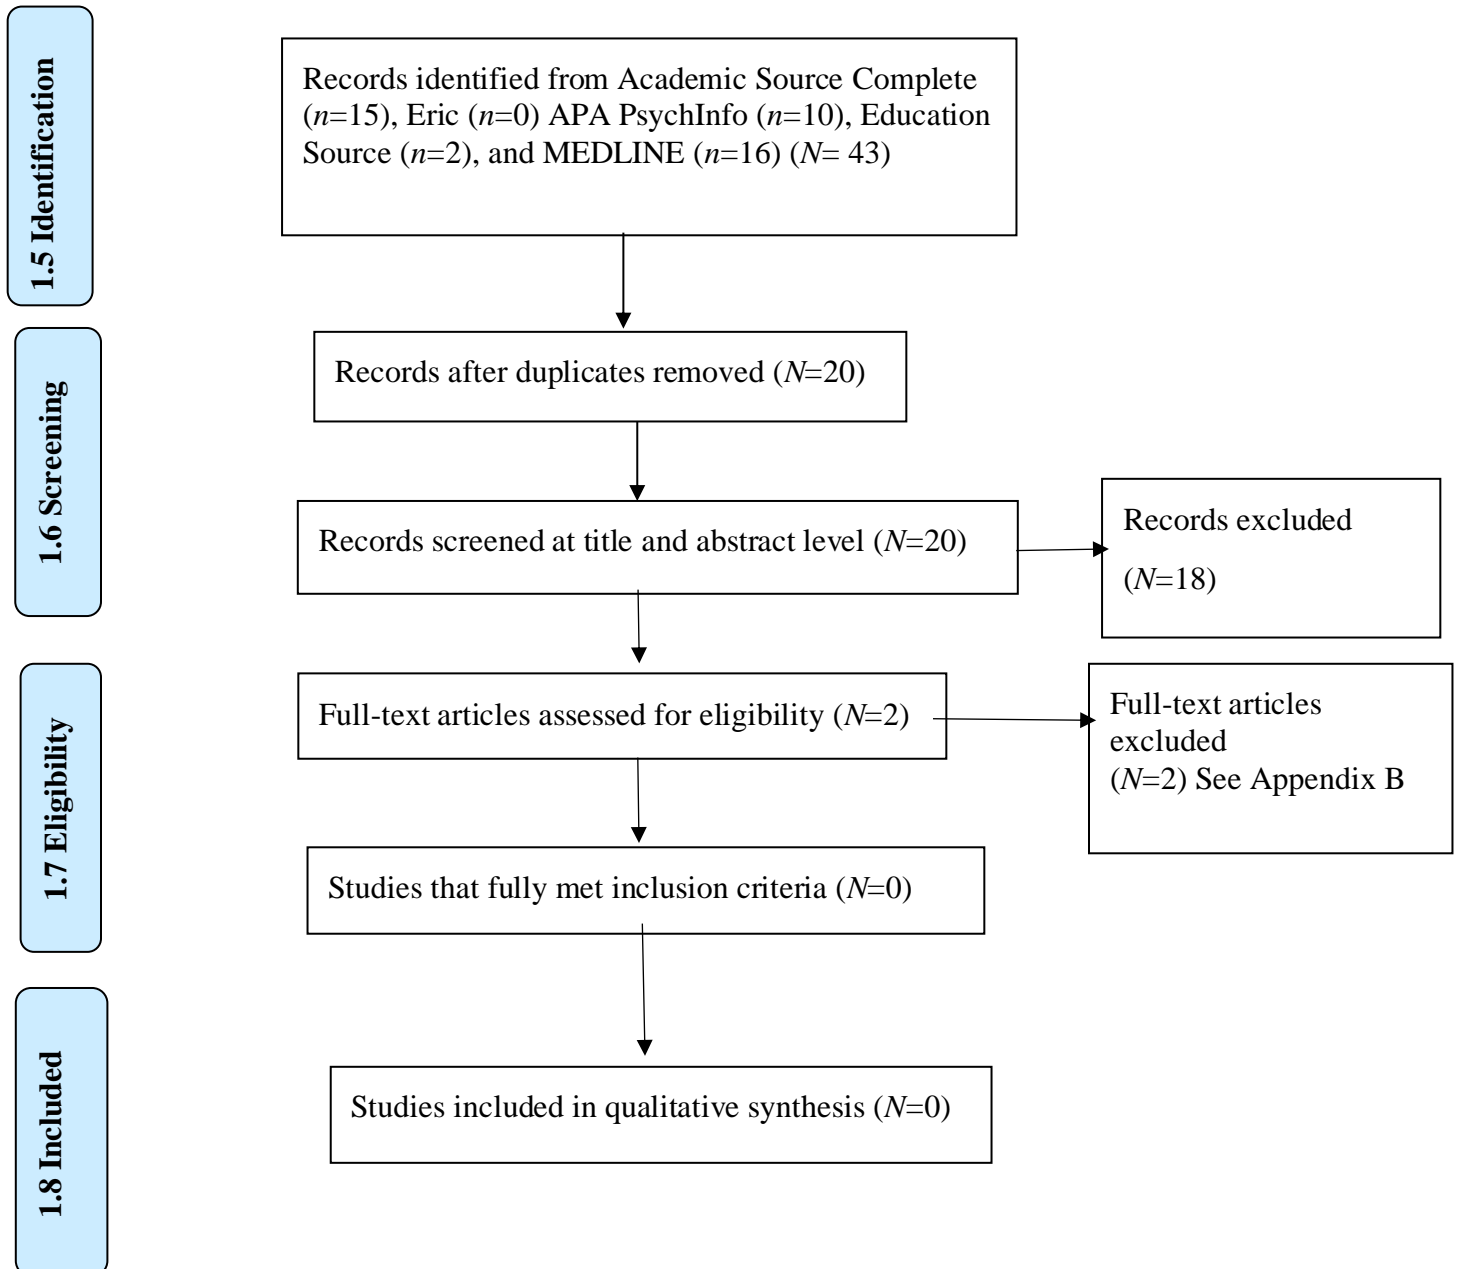 1.5 Identification
Records identified from Academic Source Complete
(n=15), Eric (n=0) APA PsychInfo (n=10), Education
Source (n=2), and MEDLINE (n=16) (N= 43)
1.6 Screening
Records after duplicates removed (N=20)
Records screened at title and abstract level (N=20)
Records excluded
(N=18)
1.7 Eligibility
Full-text articles assessed for eligibility (N=2)
Full-text articles
excluded
(N=2) See Appendix B
Studies that fully met inclusion criteria (N=0)
1.8 Included
Studies included in qualitative synthesis (N=0)